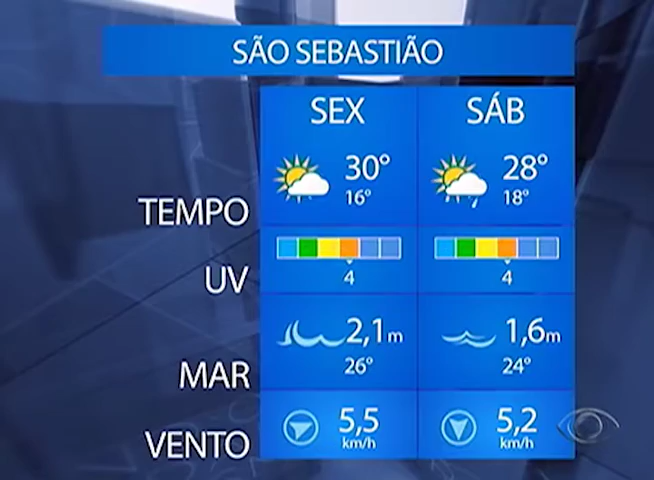 SÃO SEBASTIÃO
SEX SÁB
30° 28°
16° 18°
TEMPO
UV
4 4
2,1m 1,6m
26° 24°
MAR
5,5 5,2
km/h km/h
VENTO